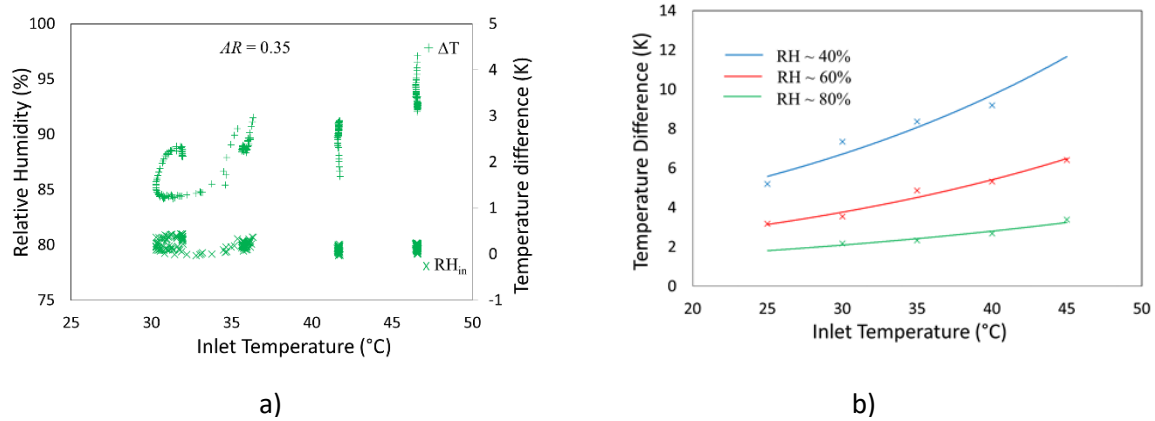 100
95
90
85
80
75
Relative Humidity (%)
AR = 0.35
+ ΔT
× RHin
5
4
3
2
1
0
-1
Temperature difference (K)
25 30 35 40 45 50
Inlet Temperature (°C)
a)
14
12
10
8
6
4
2
0
Temperature Difference (K)
RH ~ 40%
RH ~ 60%
RH ~ 80%
20 25 30 35 40 45 50
Inlet Temperature (°C)
b)